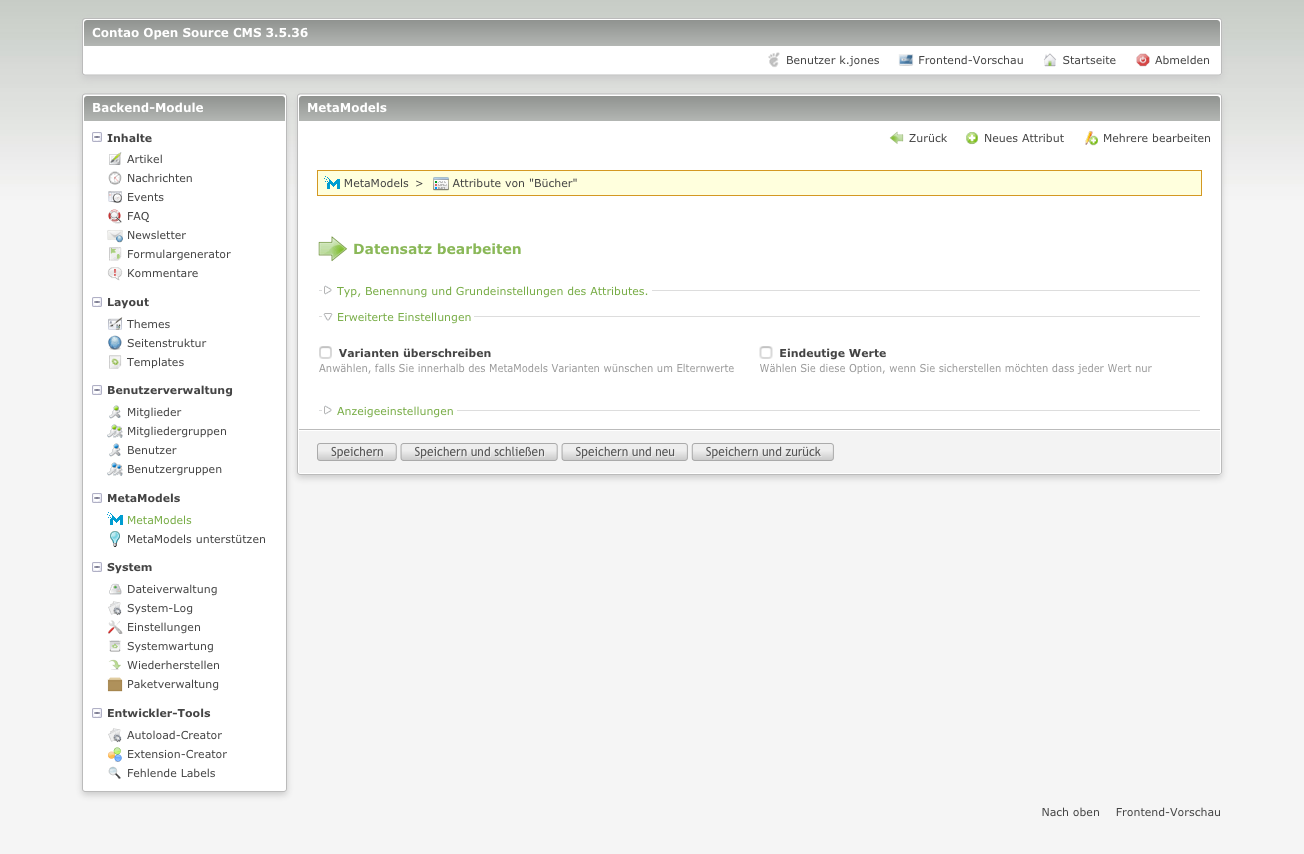 Contao Open Source CMS 3.5.36
Benutzer k.jones Frontend-Vorschau Startseite Abmelden
Backend-Module
Inhalte
Artikel
Nachrichten
Events
FAQ
Newsletter
Formulargenerator
Kommentare
Layout
Themes
Seitenstruktur
Templates
Benutzerverwaltung
Mitglieder
Mitgliedergruppen
Benutzer
Benutzergruppen
MetaModels
MetaModels
MetaModels unterstützen
System
Dateiverwaltung
System-Log
Einstellungen
Systemwartung
Wiederherstellen
Paketverwaltung
Entwickler-Tools
Autoload-Creator
Extension-Creator
Fehlende Labels
MetaModels
Zurück Neues Attribut Mehrere bearbeiten
MetaModels > Attribute von "Bücher"
Datensatz bearbeiten
Typ, Benennung und Grundeinstellungen des Attributes.
Erweiterte Einstellungen
Varianten überschreiben Eindeutige Werte
Anwählen, falls Sie innerhalb des MetaModels Varianten wünschen um Elternwerte Wählen Sie diese Option, wenn Sie sicherstellen möchten dass jeder Wert nur
Anzeigeeinstellungen
Speichern Speichern und schließen Speichern und neu Speichern und zurück
Nach oben Frontend-Vorschau